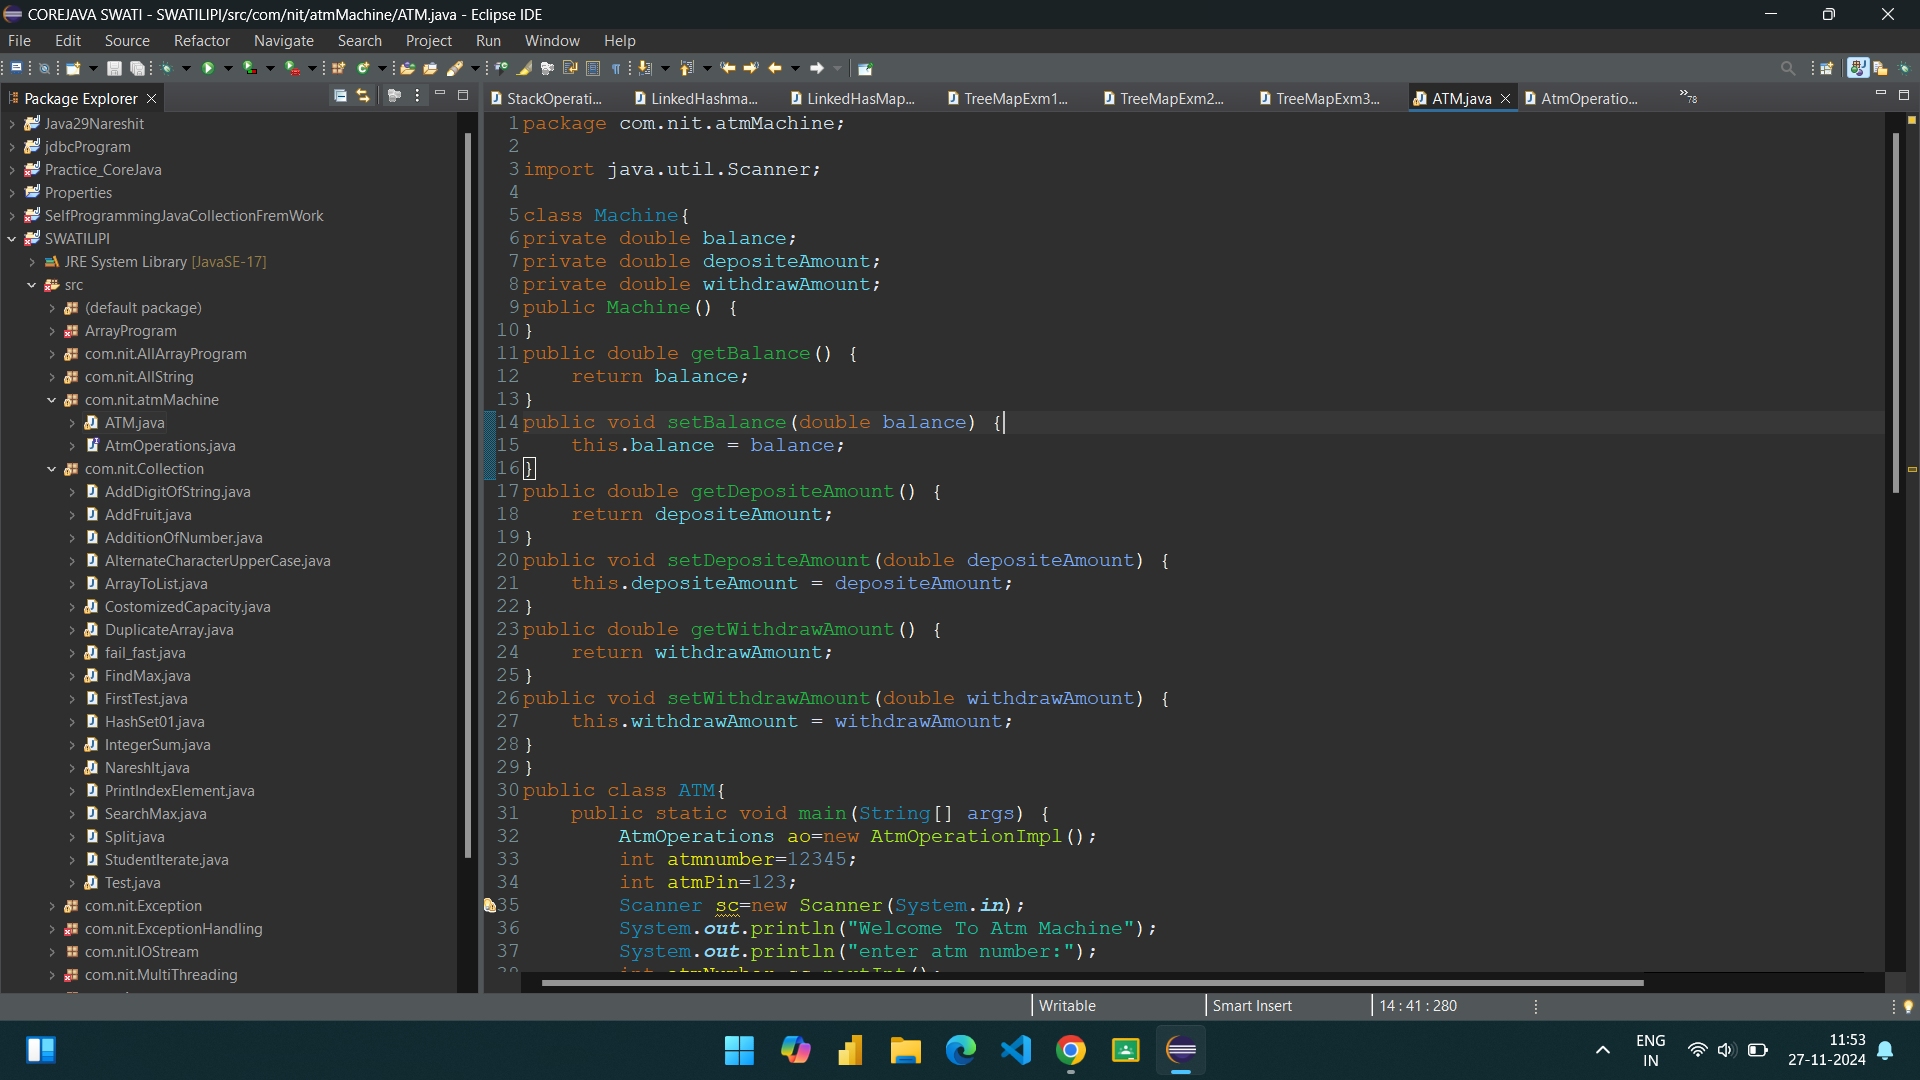 COREJAVA SWATI - SWATILIPI/src/com/nit/atmMachine/ATM.java - Eclipse IDE
File Edit Source Refactor Navigate Search Project Run Window Help
Package Explorer
Java29Nareshit
jdbcProgram
Practice_CoreJava
Properties
SelfProgrammingJavaCollectionFremWork
SWATILIPI
JRE System Library [JavaSE-17]
src
(default package)
ArrayProgram
com.nit.AllArrayProgram
com.nit.AllString
com.nit.atmMachine
ATM.java
AtmOperations.java
com.nit.Collection
AddDigitOfString.java
AddFruit.java
AdditionOfNumber.java
AlternateCharacterUpperCase.java
ArrayToList.java
CostomizedCapacity.java
DuplicateArray.java
fail_fast.java
FindMax.java
FirstTest.java
HashSet01.java
IntegerSum.java
NareshIt.java
PrintIndexElement.java
SearchMax.java
Split.java
StudentIterate.java
Test.java
com.nit.Exception
com.nit.ExceptionHandling
com.nit.IOStream
com.nit.MultiThreading
StackOperati... LinkedHashma... LinkedHasMap... TreeMapExm1... TreeMapExm2... TreeMapExm3... ATM.java AtmOperatio... »78
1 package com.nit.atmMachine;
2
3 import java.util.Scanner;
4
5 class Machine{
6 private double balance;
7 private double depositeAmount;
8 private double withdrawAmount;
9 public Machine() {
10 }
11 public double getBalance() {
12     return balance;
13 }
14 public void setBalance(double balance) {
15     this.balance = balance;
16 }
17 public double getDepositeAmount() {
18     return depositeAmount;
19 }
20 public void setDepositeAmount(double depositeAmount) {
21     this.depositeAmount = depositeAmount;
22 }
23 public double getWithdrawAmount() {
24     return withdrawAmount;
25 }
26 public void setWithdrawAmount(double withdrawAmount) {
27     this.withdrawAmount = withdrawAmount;
28 }
29 }
30 public class ATM{
31     public static void main(String[] args) {
32         AtmOperations ao=new AtmOperationImpl();
33         int atmnumber=12345;
34         int atmPin=123;
35         Scanner sc=new Scanner(System.in);
36         System.out.println("Welcome To Atm Machine");
37         System.out.println("enter atm number:");
Writable Smart Insert 14 : 41 : 280
ENG
IN
11:53
27-11-2024